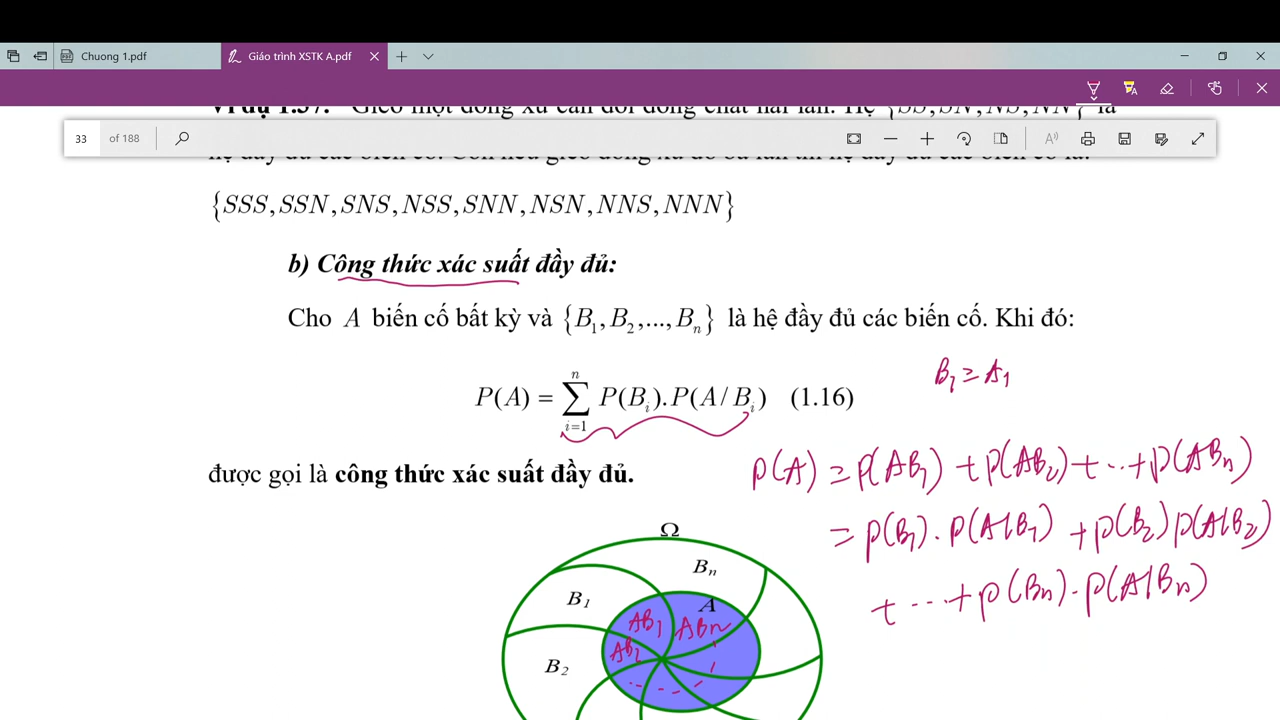 Chuong 1.pdf
Giáo trình XSTK A.pdf
33 of 188
{SSS, SSN, SNS, NSS, SNN, NSN, NNS, NNN}
b) Công thức xác suất đầy đủ:
Cho A biến cố bất kỳ và {B₁, B₂,..., Bₙ} là hệ đầy đủ các biến cố. Khi đó:
P(A) = ∑ⁿᵢ₌₁ P(Bᵢ).P(A/Bᵢ) (1.16)
được gọi là công thức xác suất đầy đủ.
P(A) = P(AB₁) + P(AB₂) + ... + P(ABₙ)
= P(B₁) . P(A|B₁) + P(B₂) P(A|B₂)
+ ... + P(Bₙ) . P(A|Bₙ)
Ω
Bₙ
B₁
A
AB₁ ABₙ
AB₂
B₂